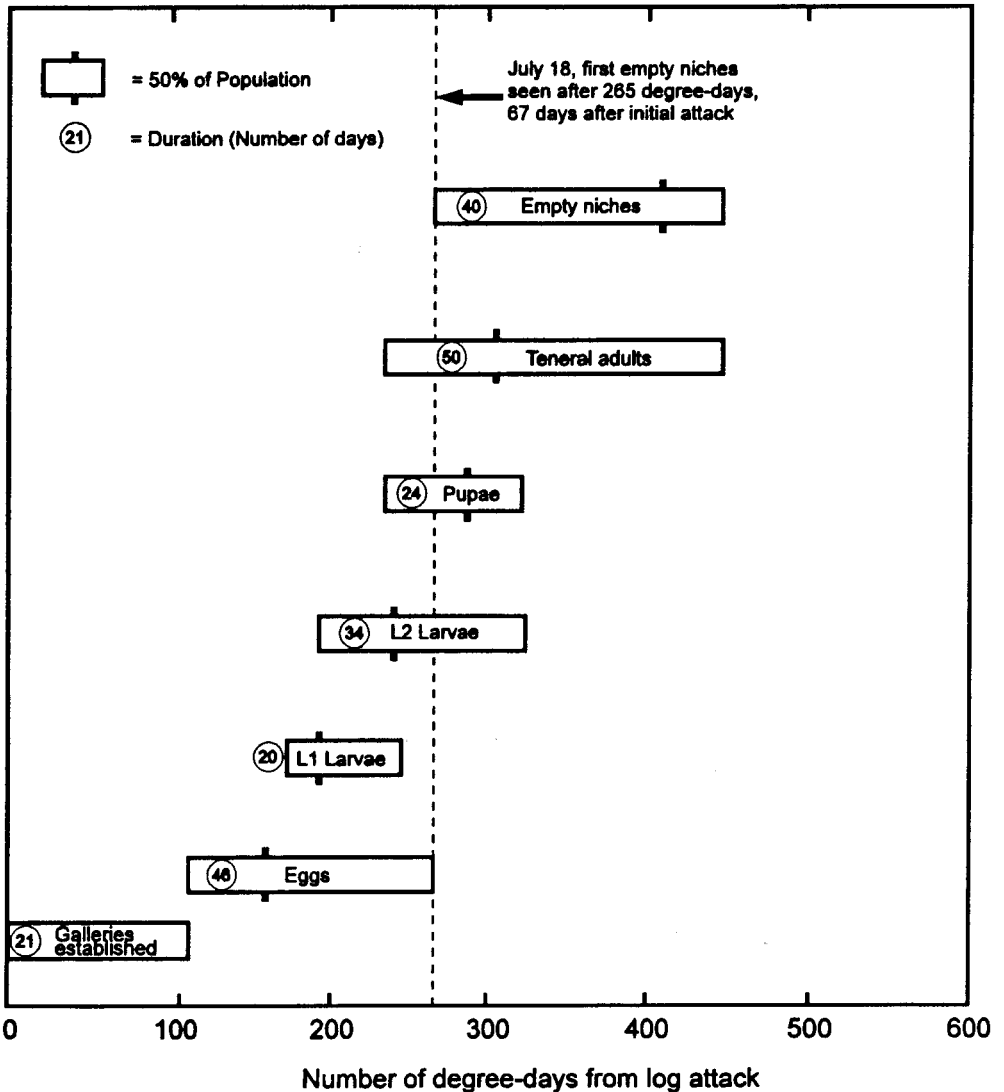 = 50% of Population
21 = Duration (Number of days)
July 18, first empty niches
seen after 265 degree-days,
67 days after initial attack
40 Empty niches
50 Teneral adults
24 Pupae
34 L2 Larvae
20 L1 Larvae
46 Eggs
21 Galleries
established
0 100 200 300 400 500 600
Number of degree-days from log attack